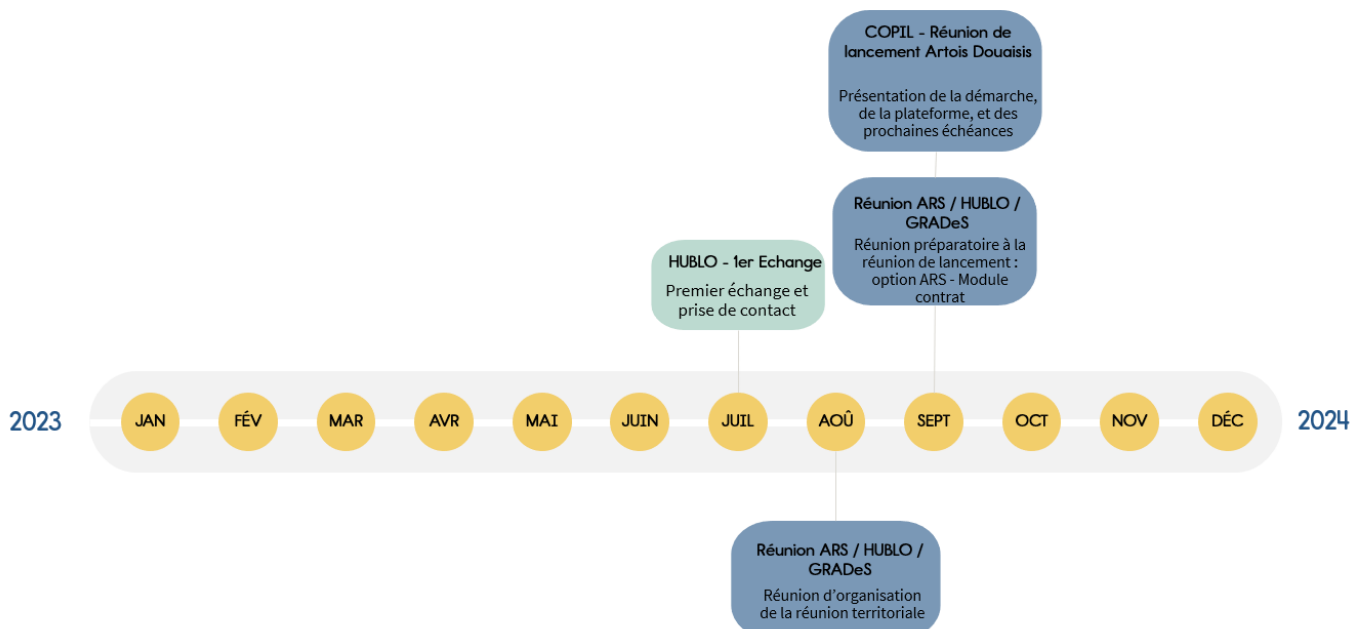 COPIL - Réunion de
lancement Artois Douaisis
Présentation de la démarche,
de la plateforme, et des
prochaines échéances
Réunion ARS / HUBLO /
GRADeS
Réunion préparatoire à la
réunion de lancement :
option ARS - Module
contrat
HUBLO - 1er Echange
Premier échange et
prise de contact
2023
JAN
FÉV
MAR
AVR
MAI
JUIN
JUIL
AOÛ
SEPT
OCT
NOV
DÉC
2024
Réunion ARS / HUBLO /
GRADeS
Réunion d’organisation
de la réunion territoriale